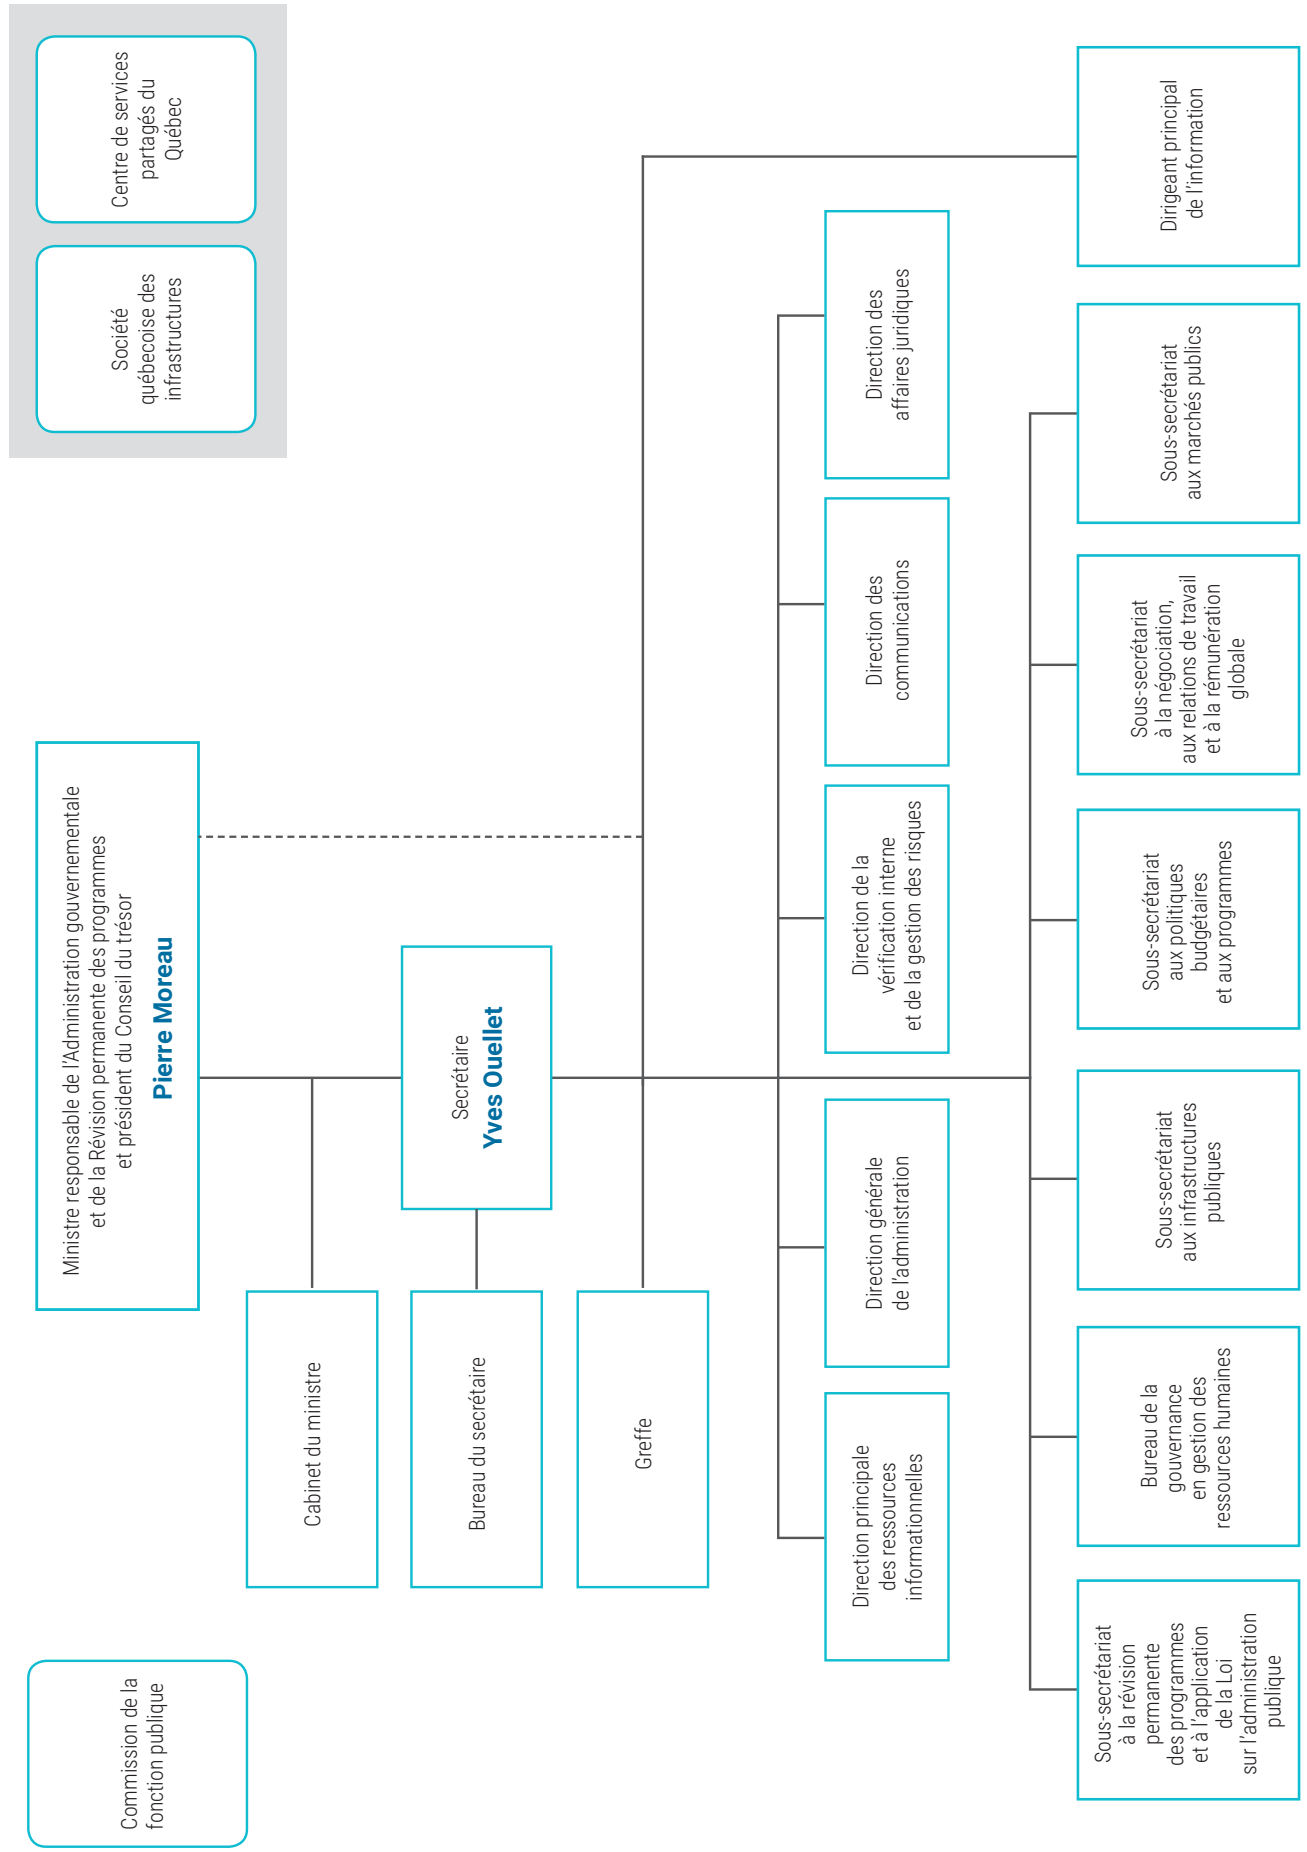 Commission de la
fonction publique
Ministre responsable de l'Administration gouvernementale
et de la Révision permanente des programmes
et président du Conseil du trésor
Pierre Moreau
Société
québecoise des
infrastructures
Centre de services
partagés du
Québec
Cabinet du ministre
Secrétaire
Yves Ouellet
Bureau du secrétaire
Greffe
Direction principale
des ressources
informationnelles
Direction générale
de l'administration
Direction de la
vérification interne
et de la gestion des risques
Direction des
communications
Direction des
affaires juridiques
Sous-secrétariat
à la révision
permanente
des programmes
et à l'application
de la Loi
sur l'administration
publique
Bureau de la
gouvernance
en gestion des
ressources humaines
Sous-secrétariat
aux infrastructures
publiques
Sous-secrétariat
aux politiques
budgétaires
et aux programmes
Sous-secrétariat
à la négociation,
aux relations de travail
et à la rémunération
globale
Sous-secrétariat
aux marchés publics
Dirigeant principal
de l'information